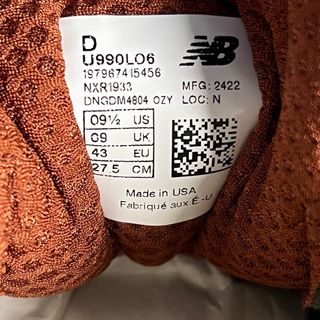 D
U990LO6
197967415456
NXR1933 MFG: 2422
DNGDM4804 OZY LOC: N
09½ US
09 UK
43 EU
27.5 CM
Made in USA
Fabriqué aux É-U
NB